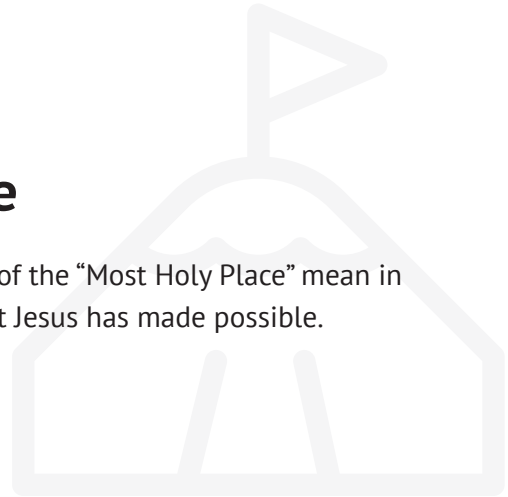 e
of the “Most Holy Place” mean in
t Jesus has made possible.